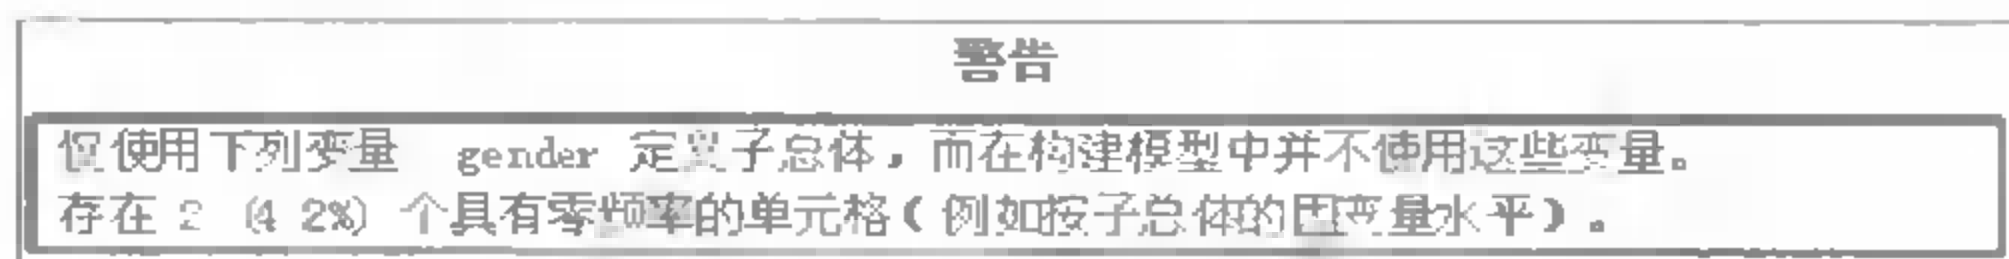 警告
仅使用下列变量 gender 定义子总体，而在构建模型中并不使用这些变量。
存在 2 (4 2%) 个具有零频率的单元格(例如按子总体的因变量水平)。